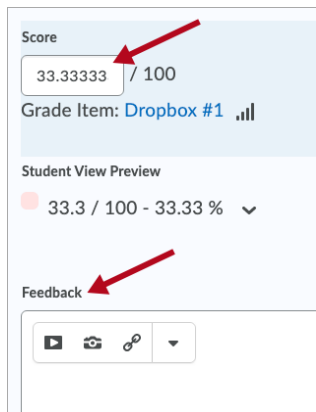 Score
33.33333 / 100
Grade Item: Dropbox #1
Student View Preview
33.3 / 100 - 33.33 %
Feedback